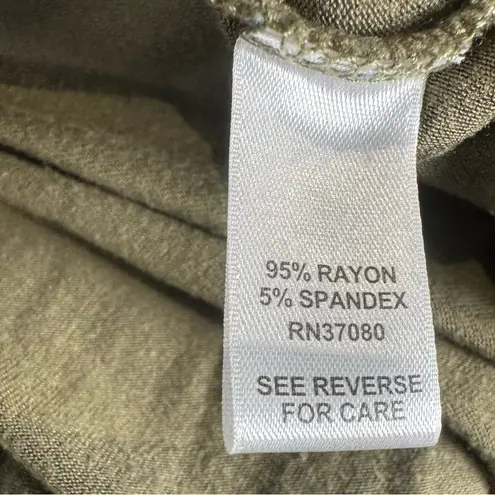 95% RAYON
5% SPANDEX
RN37080
SEE REVERSE
FOR CARE